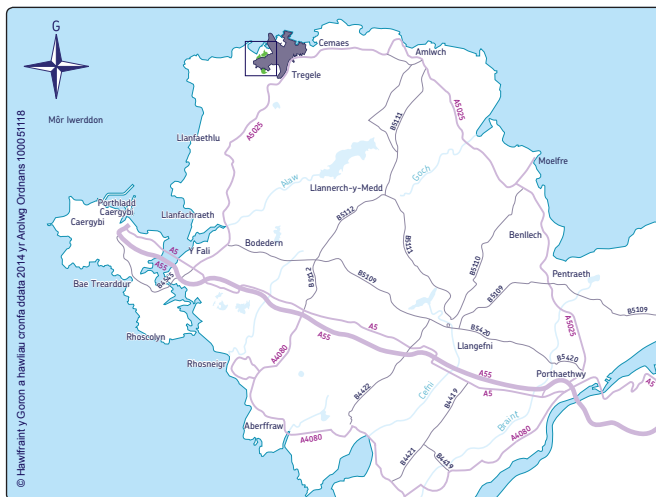 G
Cemaes
Amlwch
Tregele
Môr Iwerddon
A5025
B5111
A5025
Llanfaethlu
Moelfre
Alaw
Goch
Llannerch-y-Medd
Porthladd
Caergybi
Caergybi
Llanfachraeth
B5112
B5111
Y Fali
Bodedern
Benllech
A5
A55
B4545
B5110
Bae Trearddur
B5112
B5109
Pentraeth
B5109
B5109
Rhoscolyn
A5
A55
B5420
A5025
Llangefni
B5420
Rhosneigr
A4080
A55
Porthaethwy
A5
A5
B4422
Cefni
B4419
Braint
Aberffraw
A4080
A4080
B4421
B4419
© Hawlfraint y Goron a hawliau cronfa ddata 2014 yr Arolwg Ordnans 100051118